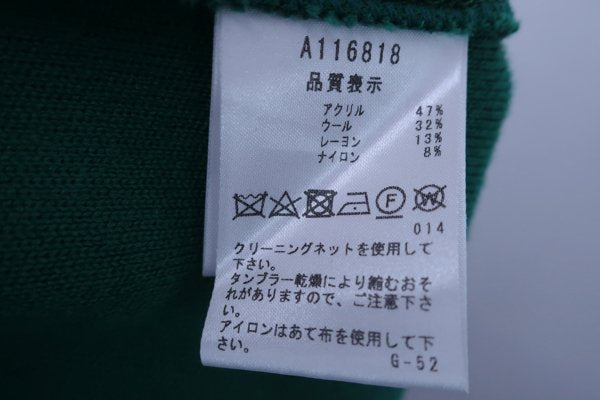 A116818
品質表示
アクリル 47%
ウール 32%
レーヨン 13%
ナイロン 8%
F W
014
クリーニングネットを使用して
下さい。
タンブラー乾燥により縮むおそ
れがありますので、ご注意下さ
い。
アイロンはあて布を使用して下
さい。
G-52